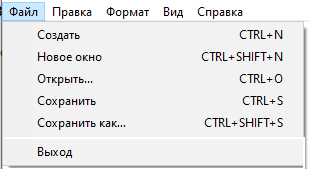 Файл Правка Формат Вид Справка
Создать CTRL+N
Новое окно CTRL+SHIFT+N
Открыть... CTRL+O
Сохранить CTRL+S
Сохранить как... CTRL+SHIFT+S
Выход